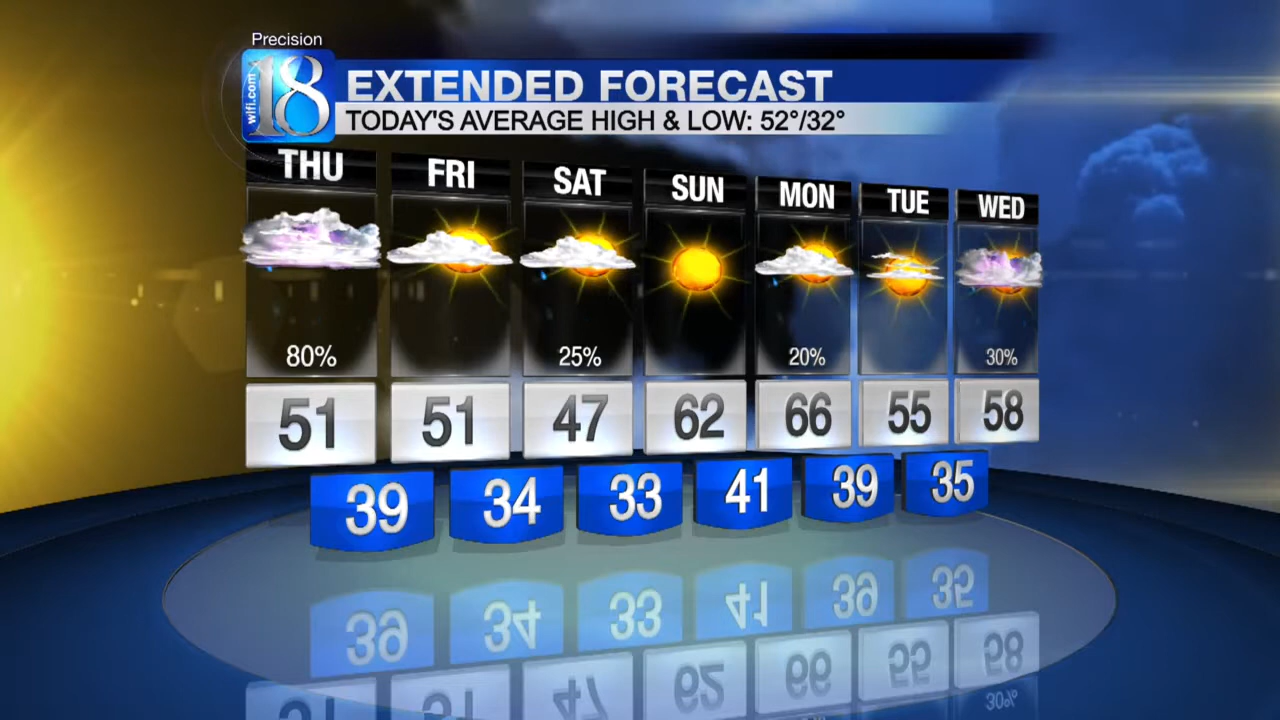 Precision
wlfi.com
18
EXTENDED FORECAST
TODAY'S AVERAGE HIGH & LOW: 52°/32°
THU FRI SAT SUN MON TUE WED
80% 25% 20% 30%
51 51 47 62 66 55 58
39 34 33 41 39 35